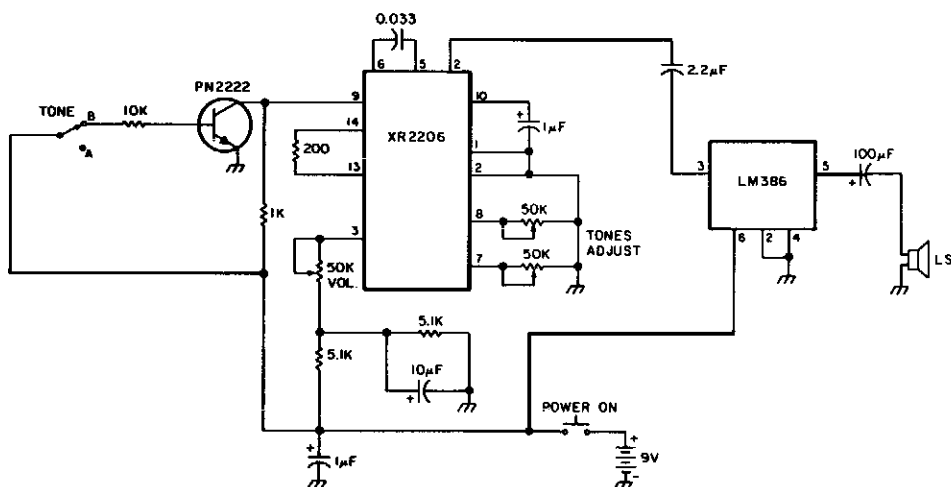 0.033
6
5
2
2.2µF
PN2222
TONE
B
10K
A
9
XR2206
10
+
1µF
14
200
13
1
2
1K
3
50K
VOL.
8
50K
7
50K
TONES
ADJUST
3
LM386
5
100µF
+
6
2
4
LS
5.1K
5.1K
10µF
+
POWER ON
+
1µF
+
9V
-